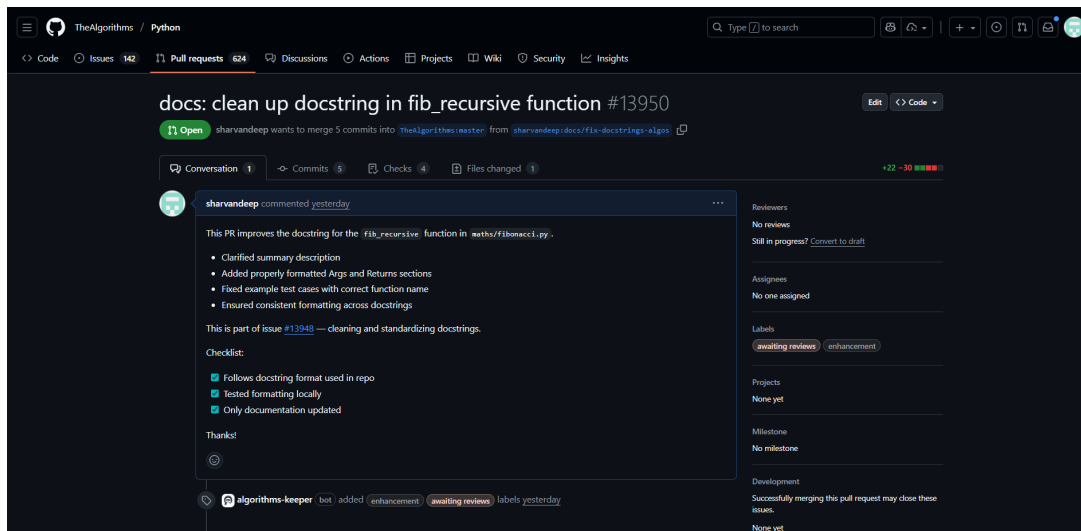 TheAlgorithms / Python
Type / to search
Code Issues 142 Pull requests 624 Discussions Actions Projects Wiki Security Insights
docs: clean up docstring in fib_recursive function #13950
Edit Code
Open sharvandeep wants to merge 5 commits into TheAlgorithms:master from sharvandeep:docs/fix-docstrings-algos
Conversation 1 Commits 5 Checks 4 Files changed 1 +22 −30
sharvandeep commented yesterday
This PR improves the docstring for the fib_recursive function in maths/fibonacci.py.
• Clarified summary description
• Added properly formatted Args and Returns sections
• Fixed example test cases with correct function name
• Ensured consistent formatting across docstrings
This is part of issue #13948 — cleaning and standardizing docstrings.
Checklist:
Follows docstring format used in repo
Tested formatting locally
Only documentation updated
Thanks!
algorithms-keeper bot added enhancement awaiting reviews labels yesterday
Reviewers
No reviews
Still in progress? Convert to draft
Assignees
No one assigned
Labels
awaiting reviews enhancement
Projects
None yet
Milestone
No milestone
Development
Successfully merging this pull request may close these
issues.
None yet